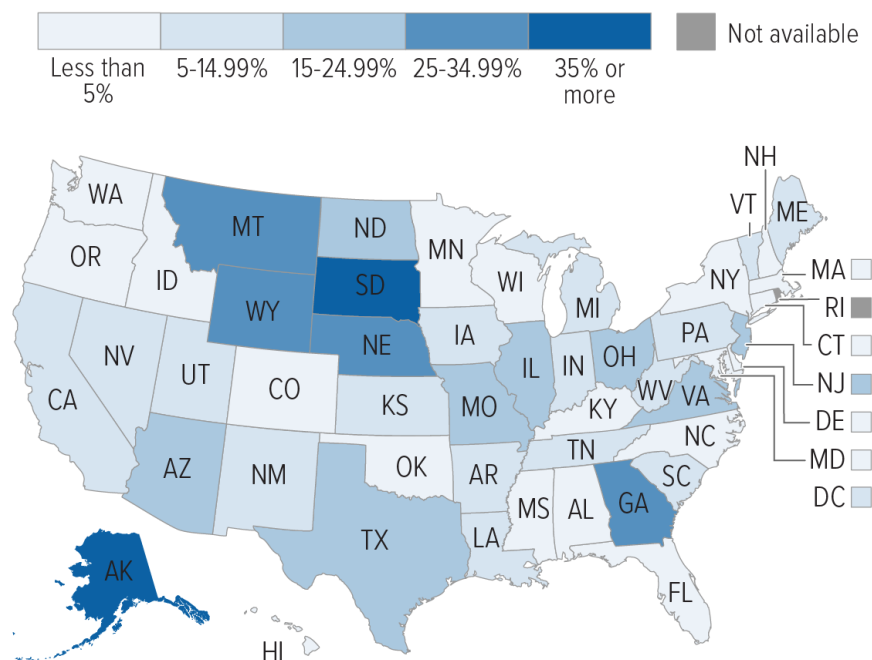 Less than
5%
5-14.99%
15-24.99%
25-34.99%
35% or
more
Not available
NH
VT
ME
WA
MT
ND
MN
OR
ID
SD
WI
NY
MA
MI
RI
WY
IA
PA
CT
NE
NV
UT
IL
IN
OH
NJ
CO
WV
VA
CA
KS
MO
KY
DE
NC
TN
MD
AZ
NM
OK
AR
SC
DC
MS
AL
GA
TX
LA
AK
FL
HI